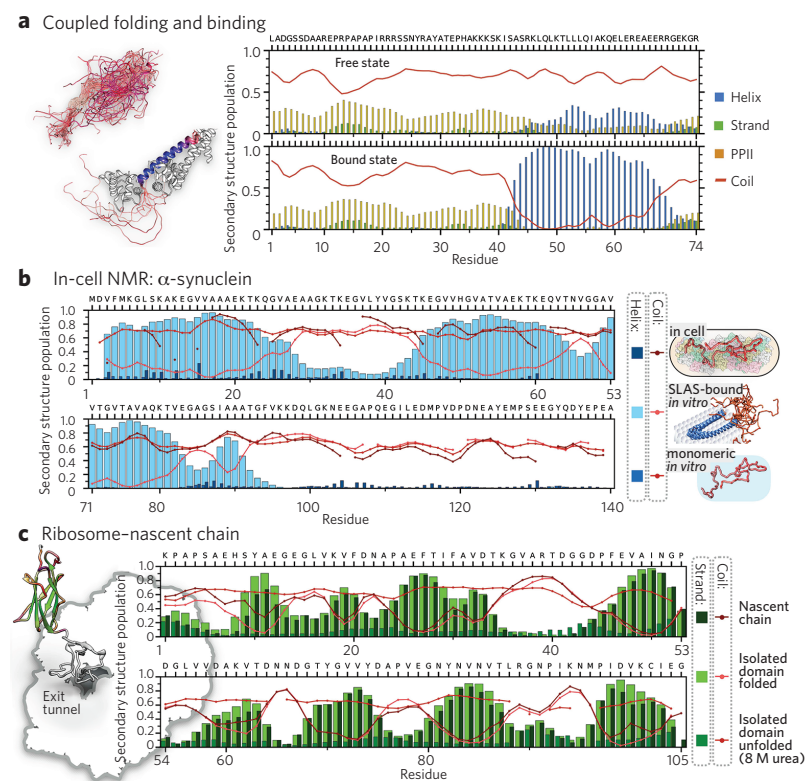 a Coupled folding and binding
LADGSSDAAREPRPAPAPIRRRSSNYRAYATEPHAKKKSKISASRKLQLKTLLLQIAKQELEREAEERRGEKGR
Secondary structure population
1.0
0.5
0
Free state
1.0
0.5
0
Bound state
1 10 20 30 40 50 60 74
Residue
Helix
Strand
PPII
Coil
b In-cell NMR: α-synuclein
MDVFMKGLSKAKEGVVAAAEKTKQGVAEAAGKTKEGVLYVGSKTKEGVVHGVATVAEKTKEQVTNVGGAV
Secondary structure population
1.0
0.8
0.6
0.4
0.2
0
1 20 40 60 53
VTGVTAVAQKTVEGAGSIAAATGFVKKDQLGKNEEGAPQEGILEDMPVDPDNEAYEMPSEEGYQDYEPEA
1.0
0.8
0.6
0.4
0.2
0
71 80 100 120 140
Residue
Helix:
Coil:
in cell
SLAS-bound
in vitro
monomeric
in vitro
c Ribosome–nascent chain
KPAPSAEHSYAEGEGLVKVFDNAPAEFTIFAVDTKGVARTDGGDPFEVAINGP
Secondary structure population
1.0
0.8
0.6
0.4
0.2
0
1 20 40 53
DGLVVDAKVTDNNDGTYGVVYDAPVEGNYNVNVTLRGNPIKNMPIDVKCIEG
1.0
0.8
0.6
0.4
0.2
0
54 60 80 105
Residue
Exit
tunnel
Strand:
Coil:
Nascent
chain
Isolated
domain
folded
Isolated
domain
unfolded
(8 M urea)